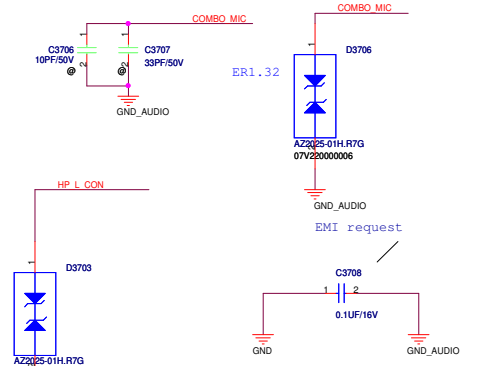 COMBO_MIC
1
1
C3706
10PF/50V
@
2
C3707
33PF/50V
@
2
GND_AUDIO
COMBO_MIC
1
D3706
ER1.32
AZ2025-01H.R7G
07V220000006
GND_AUDIO
HP_L_CON
1
D3703
AZ2025-01H.R7G
EMI request
C3708
1
2
0.1UF/16V
GND
GND_AUDIO